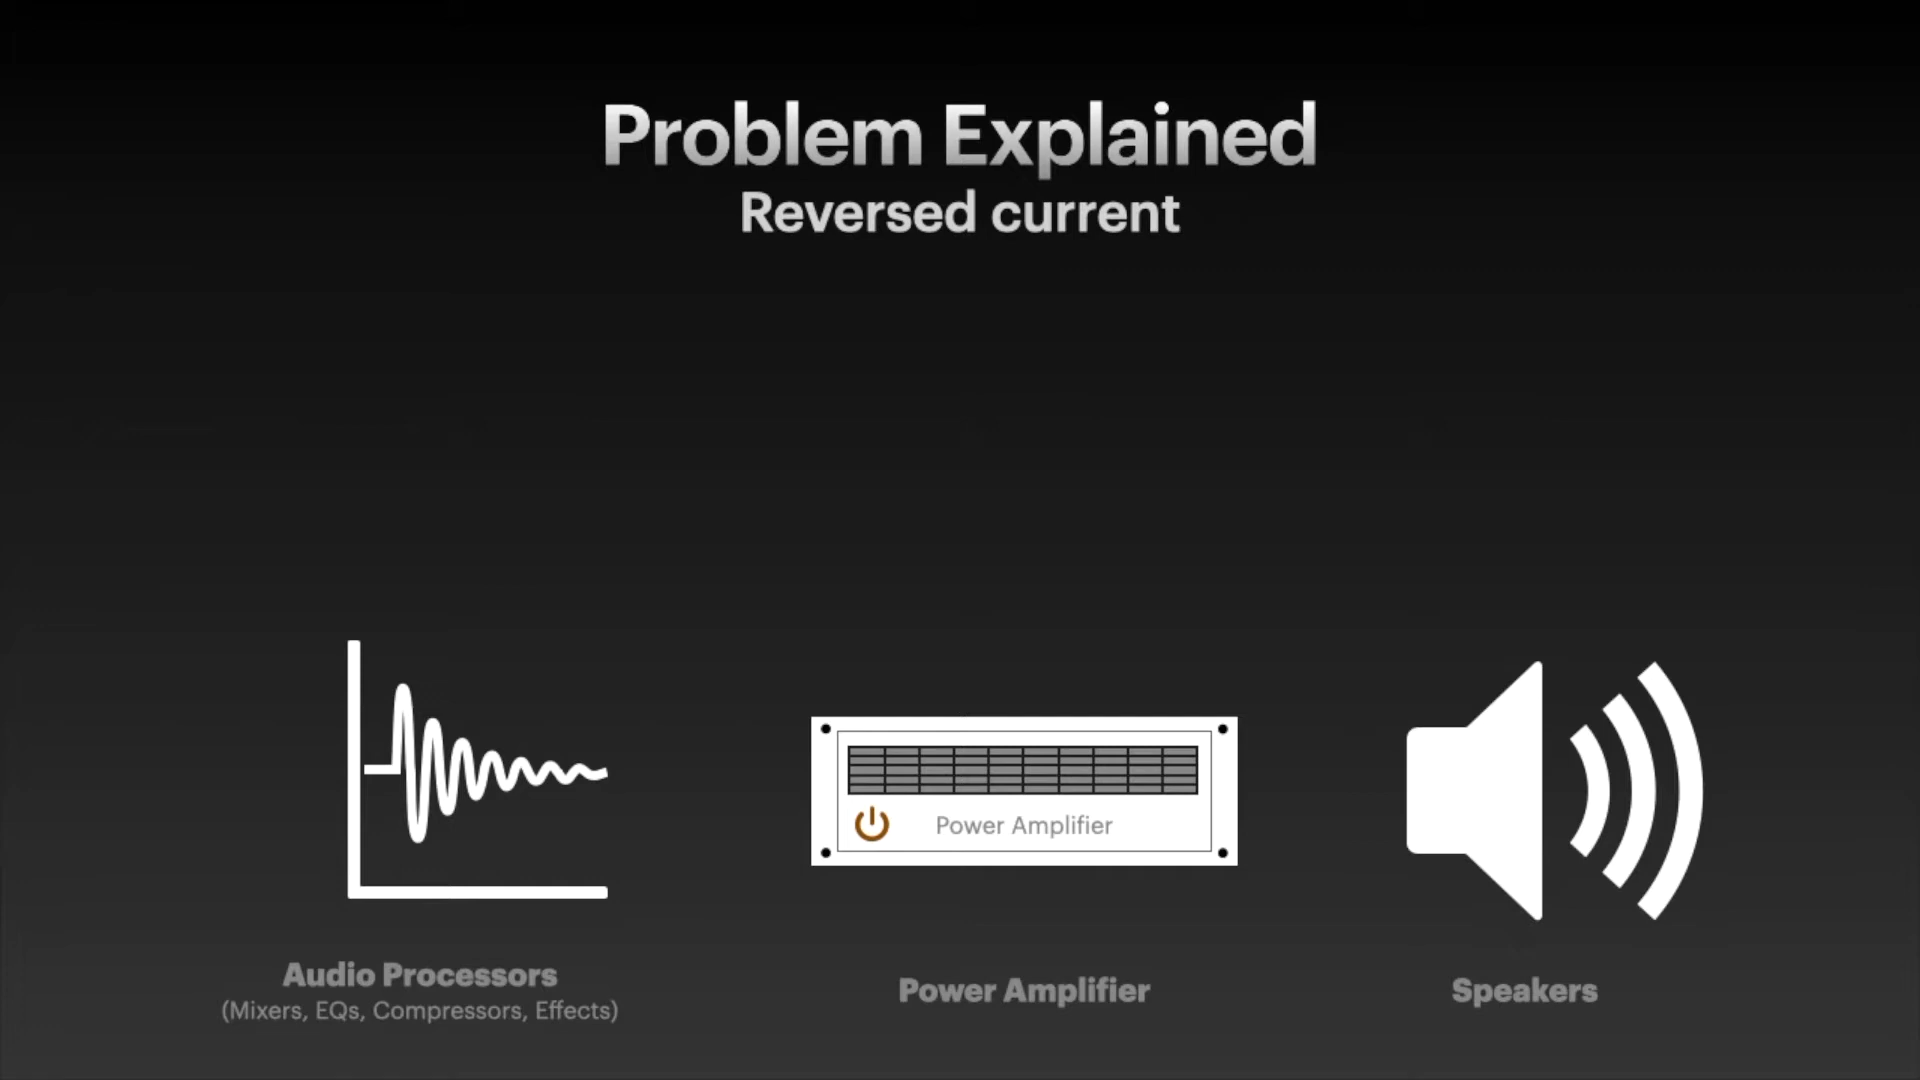 Problem Explained
Reversed current
Power Amplifier
Audio Processors
(Mixers, EQs, Compressors, Effects)
Power Amplifier
Speakers